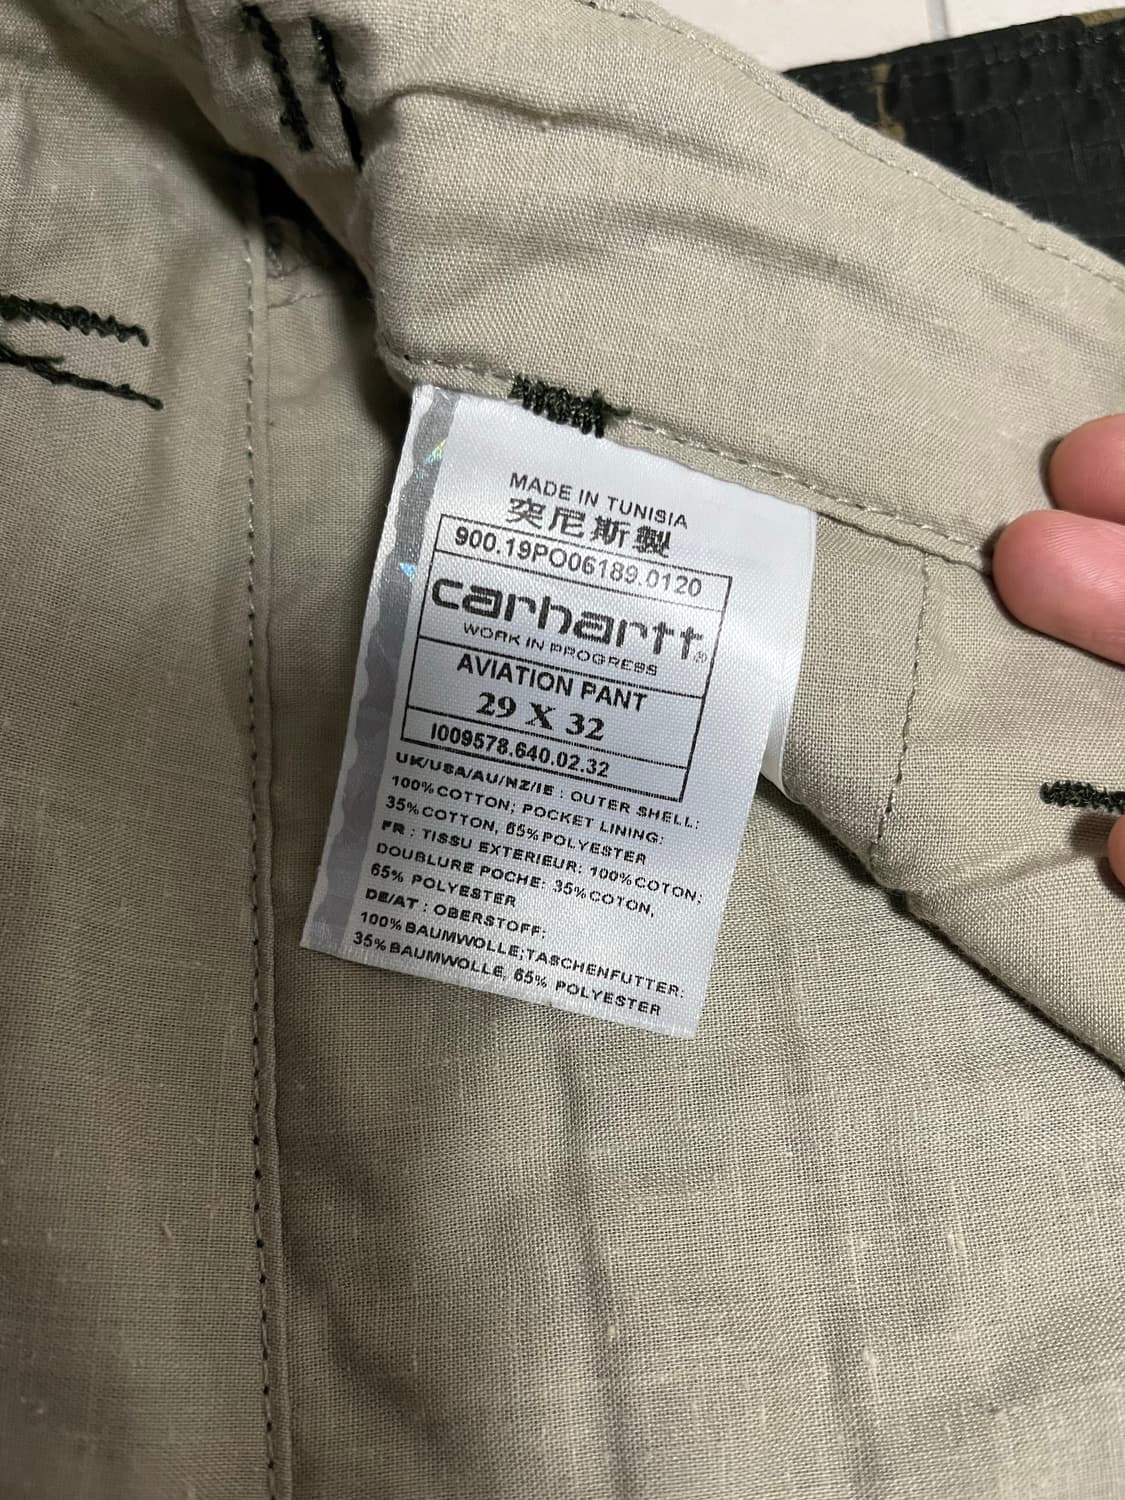 MADE IN TUNISIA
突尼斯製
900.19PO06189.0120
carhartt®
WORK IN PROGRESS
AVIATION PANT
29 X 32
I009578.640.02.32
UK/USA/AU/NZ/IE : OUTER SHELL:
100%COTTON; POCKET LINING:
35%COTTON, 65%POLYESTER
FR : TISSU EXTERIEUR: 100%COTON;
DOUBLURE POCHE: 35%COTON,
65% POLYESTER
DE/AT : OBERSTOFF:
100%BAUMWOLLE;TASCHENFUTTER:
35%BAUMWOLLE, 65% POLYESTER